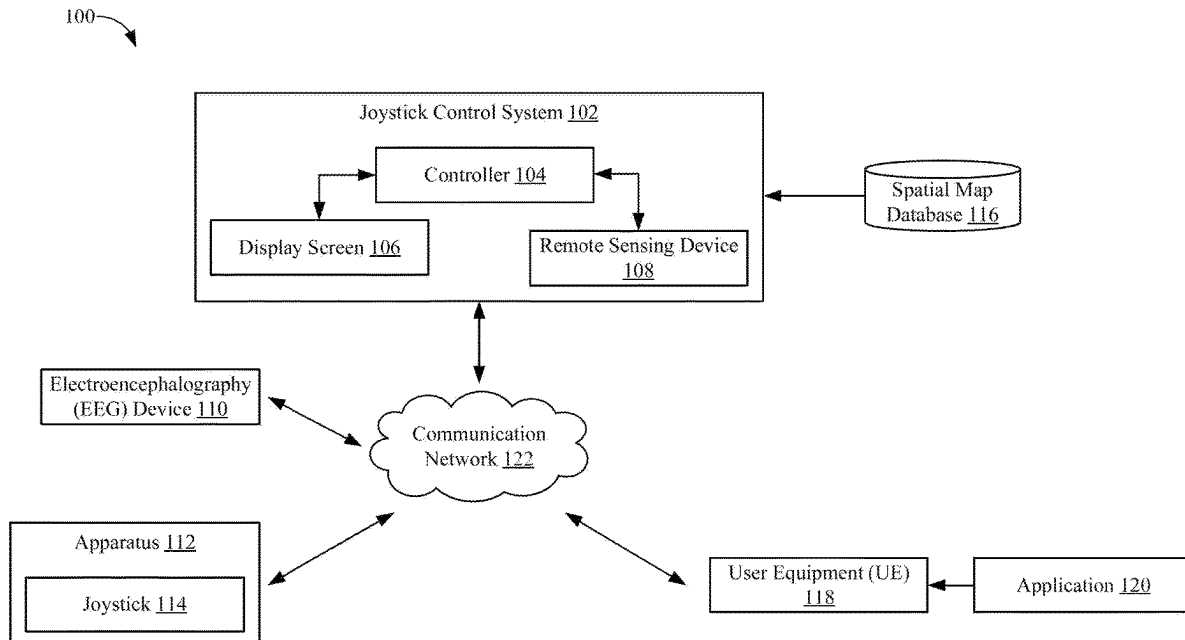 100
Joystick Control System 102
Controller 104
Display Screen 106
Remote Sensing Device
108
Spatial Map
Database 116
Electroencephalography
(EEG) Device 110
Communication
Network 122
Apparatus 112
Joystick 114
User Equipment (UE)
118
Application 120